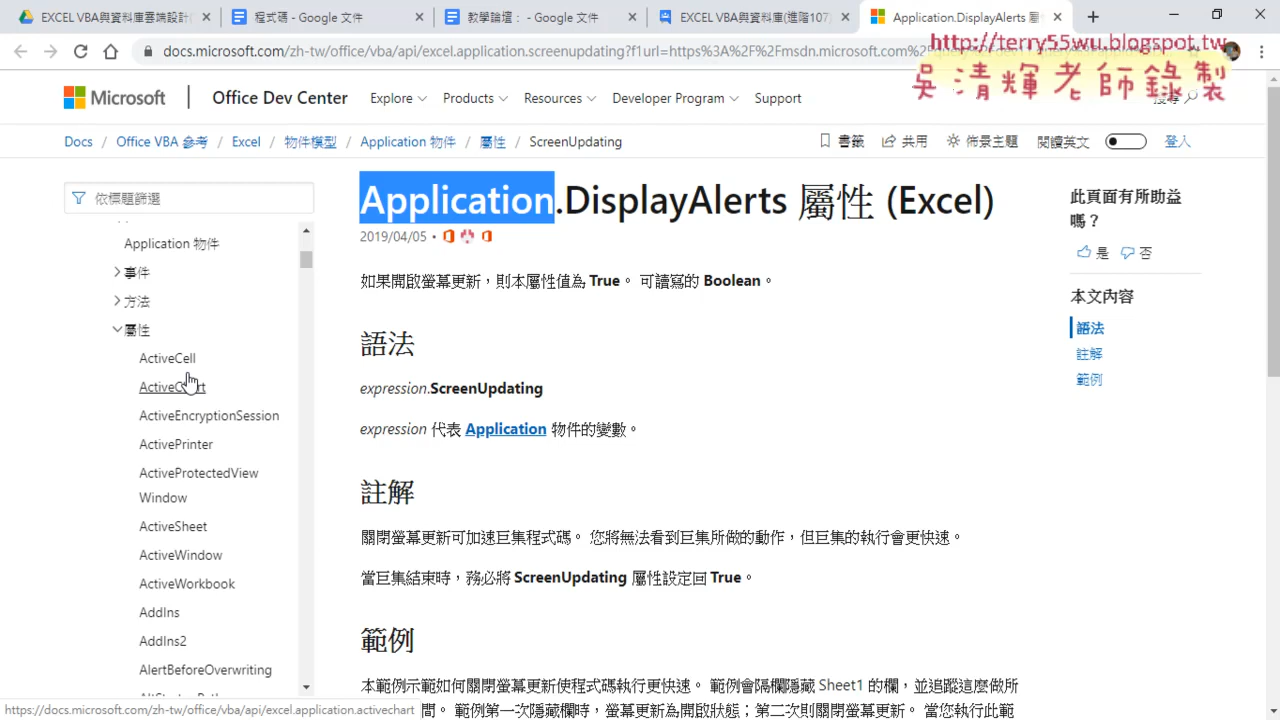 EXCEL VBA與資料庫雲端設計(
程式碼 - Google 文件
教學論壇： - Google 文件
EXCEL VBA與資料庫(進階107)
Application.DisplayAlerts 屬
docs.microsoft.com/zh-tw/office/vba/api/excel.application.screenupdating?f1url=https%3A%2F%2Fmsdn.microsoft.com%2F
http://terry55wu.blogspot.tw
吳清輝老師錄製
Microsoft
Office Dev Center
Explore
Products
Resources
Developer Program
Support
搜尋
Docs / Office VBA 參考 / Excel / 物件模型 / Application 物件 / 屬性 / ScreenUpdating
書籤
共用
佈景主題
閱讀英文
登入
依標題篩選
Application 物件
事件
方法
屬性
ActiveCell
ActiveChart
ActiveEncryptionSession
ActivePrinter
ActiveProtectedView
Window
ActiveSheet
ActiveWindow
ActiveWorkbook
AddIns
AddIns2
AlertBeforeOverwriting
Application.DisplayAlerts 屬性 (Excel)
2019/04/05 •
如果開啟螢幕更新，則本屬性值為 True。 可讀寫的 Boolean。
語法
expression.ScreenUpdating
expression 代表 Application 物件的變數。
註解
關閉螢幕更新可加速巨集程式碼。 您將無法看到巨集所做的動作，但巨集的執行會更快速。
當巨集結束時，務必將 ScreenUpdating 屬性設定回 True。
範例
本範例示範如何關閉螢幕更新使程式碼執行更快速。 範例會隔欄隱藏 Sheet1 的欄，並追蹤這麼做所
間。 範例第一次隱藏欄時，螢幕更新為開啟狀態；第二次則關閉螢幕更新。 當您執行此範
此頁面有所助益
嗎？
是
否
本文內容
語法
註解
範例
https://docs.microsoft.com/zh-tw/office/vba/api/excel.application.activechart